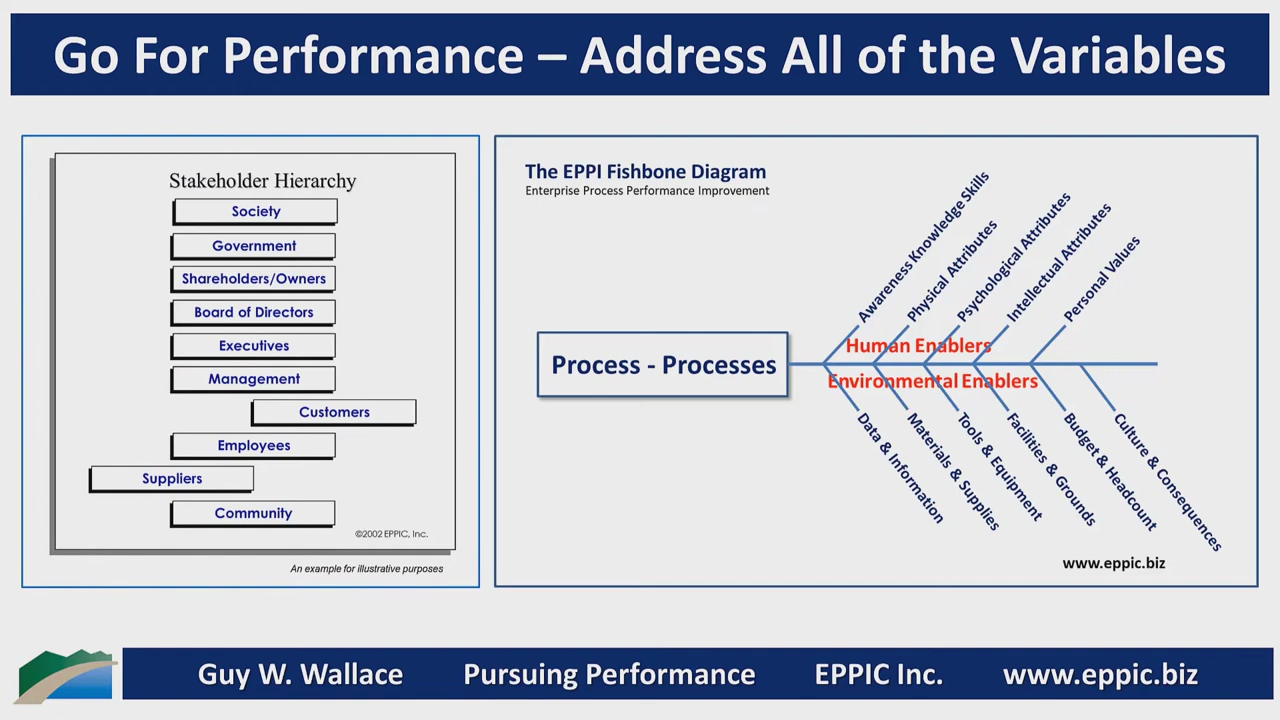 Go For Performance – Address All of the Variables
Stakeholder Hierarchy
Society
Government
Shareholders/Owners
Board of Directors
Executives
Management
Customers
Employees
Suppliers
Community
©2002 EPPIC, Inc.
An example for illustrative purposes
The EPPI Fishbone Diagram
Enterprise Process Performance Improvement
Awareness Knowledge Skills
Physical Attributes
Psychological Attributes
Intellectual Attributes
Personal Values
Human Enablers
Process - Processes
Environmental Enablers
Data & Information
Materials & Supplies
Tools & Equipment
Facilities & Grounds
Budget & Headcount
Culture & Consequences
www.eppic.biz
Guy W. Wallace Pursuing Performance EPPIC Inc. www.eppic.biz